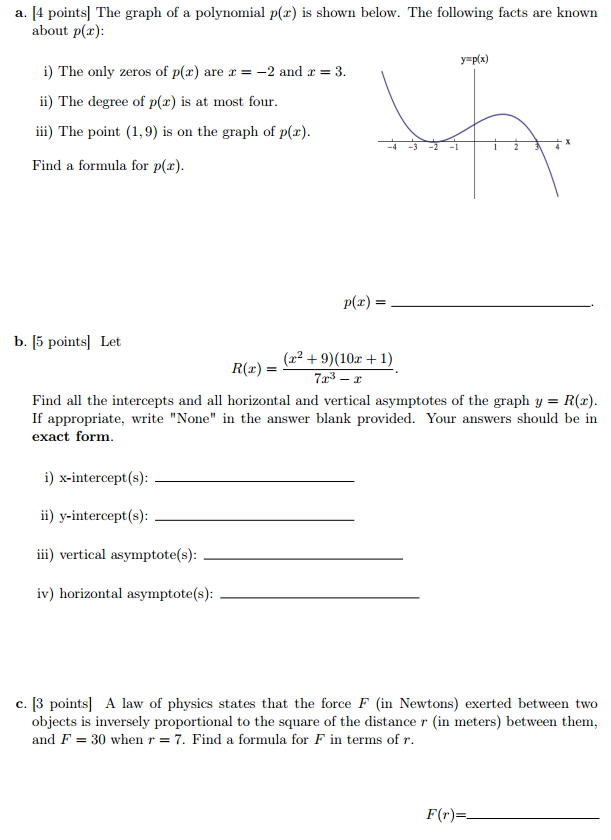 a. [4 points] The graph of a polynomial p(x) is shown below. The following facts are known
about p(x):
i) The only zeros of p(x) are x = −2 and x = 3.
ii) The degree of p(x) is at most four.
iii) The point (1, 9) is on the graph of p(x).
Find a formula for p(x).
y=p(x)
-4 -3 -2 -1 1 2 3 4 x
p(x) = ____________________.
b. [5 points] Let
R(x) = (x² + 9)(10x + 1) / 7x³ − x.
Find all the intercepts and all horizontal and vertical asymptotes of the graph y = R(x).
If appropriate, write "None" in the answer blank provided. Your answers should be in
exact form.
i) x-intercept(s): ____________________
ii) y-intercept(s): ____________________
iii) vertical asymptote(s): ____________________
iv) horizontal asymptote(s): ____________________
c. [3 points] A law of physics states that the force F (in Newtons) exerted between two
objects is inversely proportional to the square of the distance r (in meters) between them,
and F = 30 when r = 7. Find a formula for F in terms of r.
F(r)=____________________